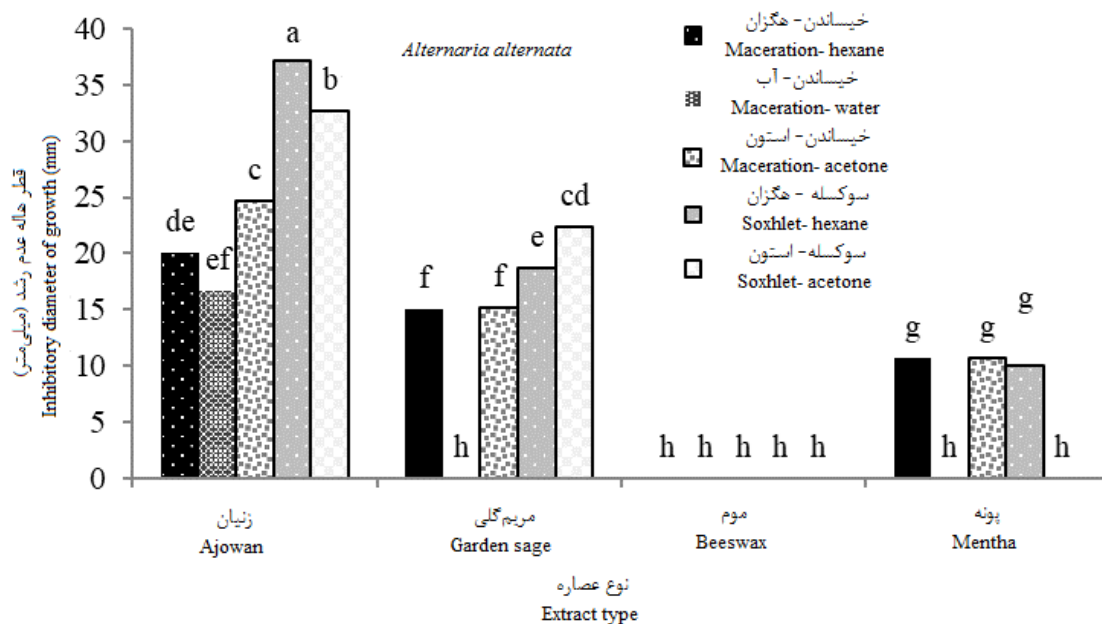 قطر هاله عدم رشد (میلی‌متر)
Inhibitory diameter of growth (mm)
40
35
30
25
20
15
10
5
0
Alternaria alternata
de
ef
c
a
b
f
h
f
e
cd
h
h
h
h
h
g
h
g
g
h
خیساندن- هگزان
Maceration- hexane
خیساندن- آب
Maceration- water
خیساندن- استون
Maceration- acetone
سوکسله - هگزان
Soxhlet- hexane
سوکسله- استون
Soxhlet- acetone
زنیان
Ajowan
مریم‌گلی
Garden sage
موم
Beeswax
پونه
Mentha
نوع عصاره
Extract type